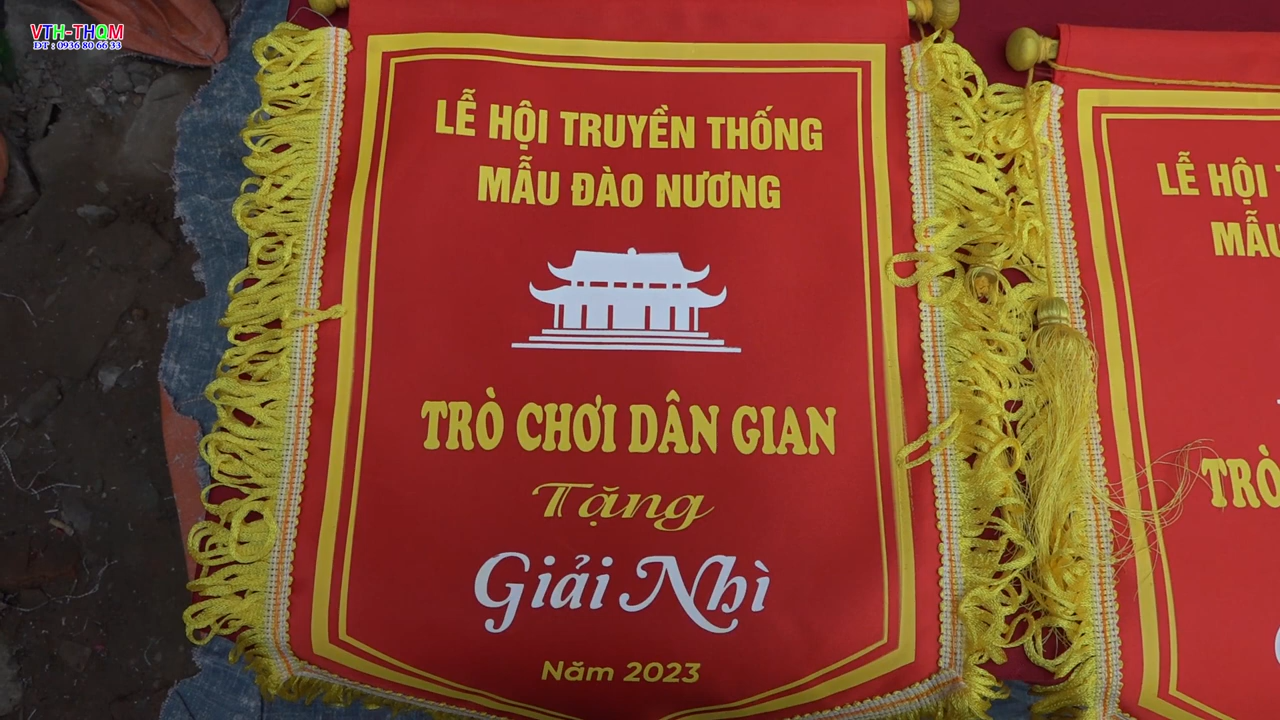 VTH-THQM
ĐT : 0936 80 66 33
LỄ HỘI TRUYỀN THỐNG
MẪU ĐÀO NƯƠNG
TRÒ CHƠI DÂN GIAN
Tặng
Giải Nhì
Năm 2023
LỄ HỘI
MẪU
TRÒ